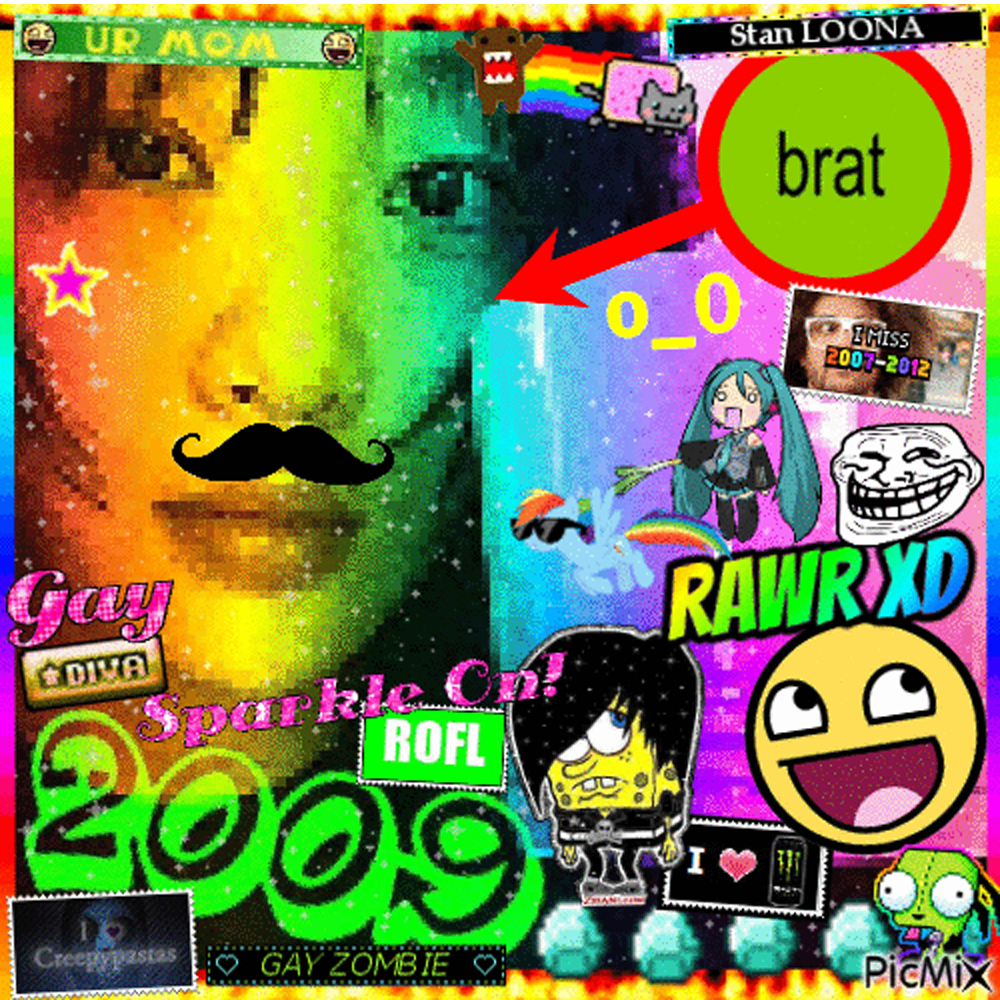 UR MOM
Stan LOONA
brat
o_0
I MISS
2007-2012
RAWR XD
Gay
★DIVA
Sparkle On!
ROFL
2009
I ♥
I ♥
Creepypastas
♡ GAY ZOMBIE ♡
PicMix